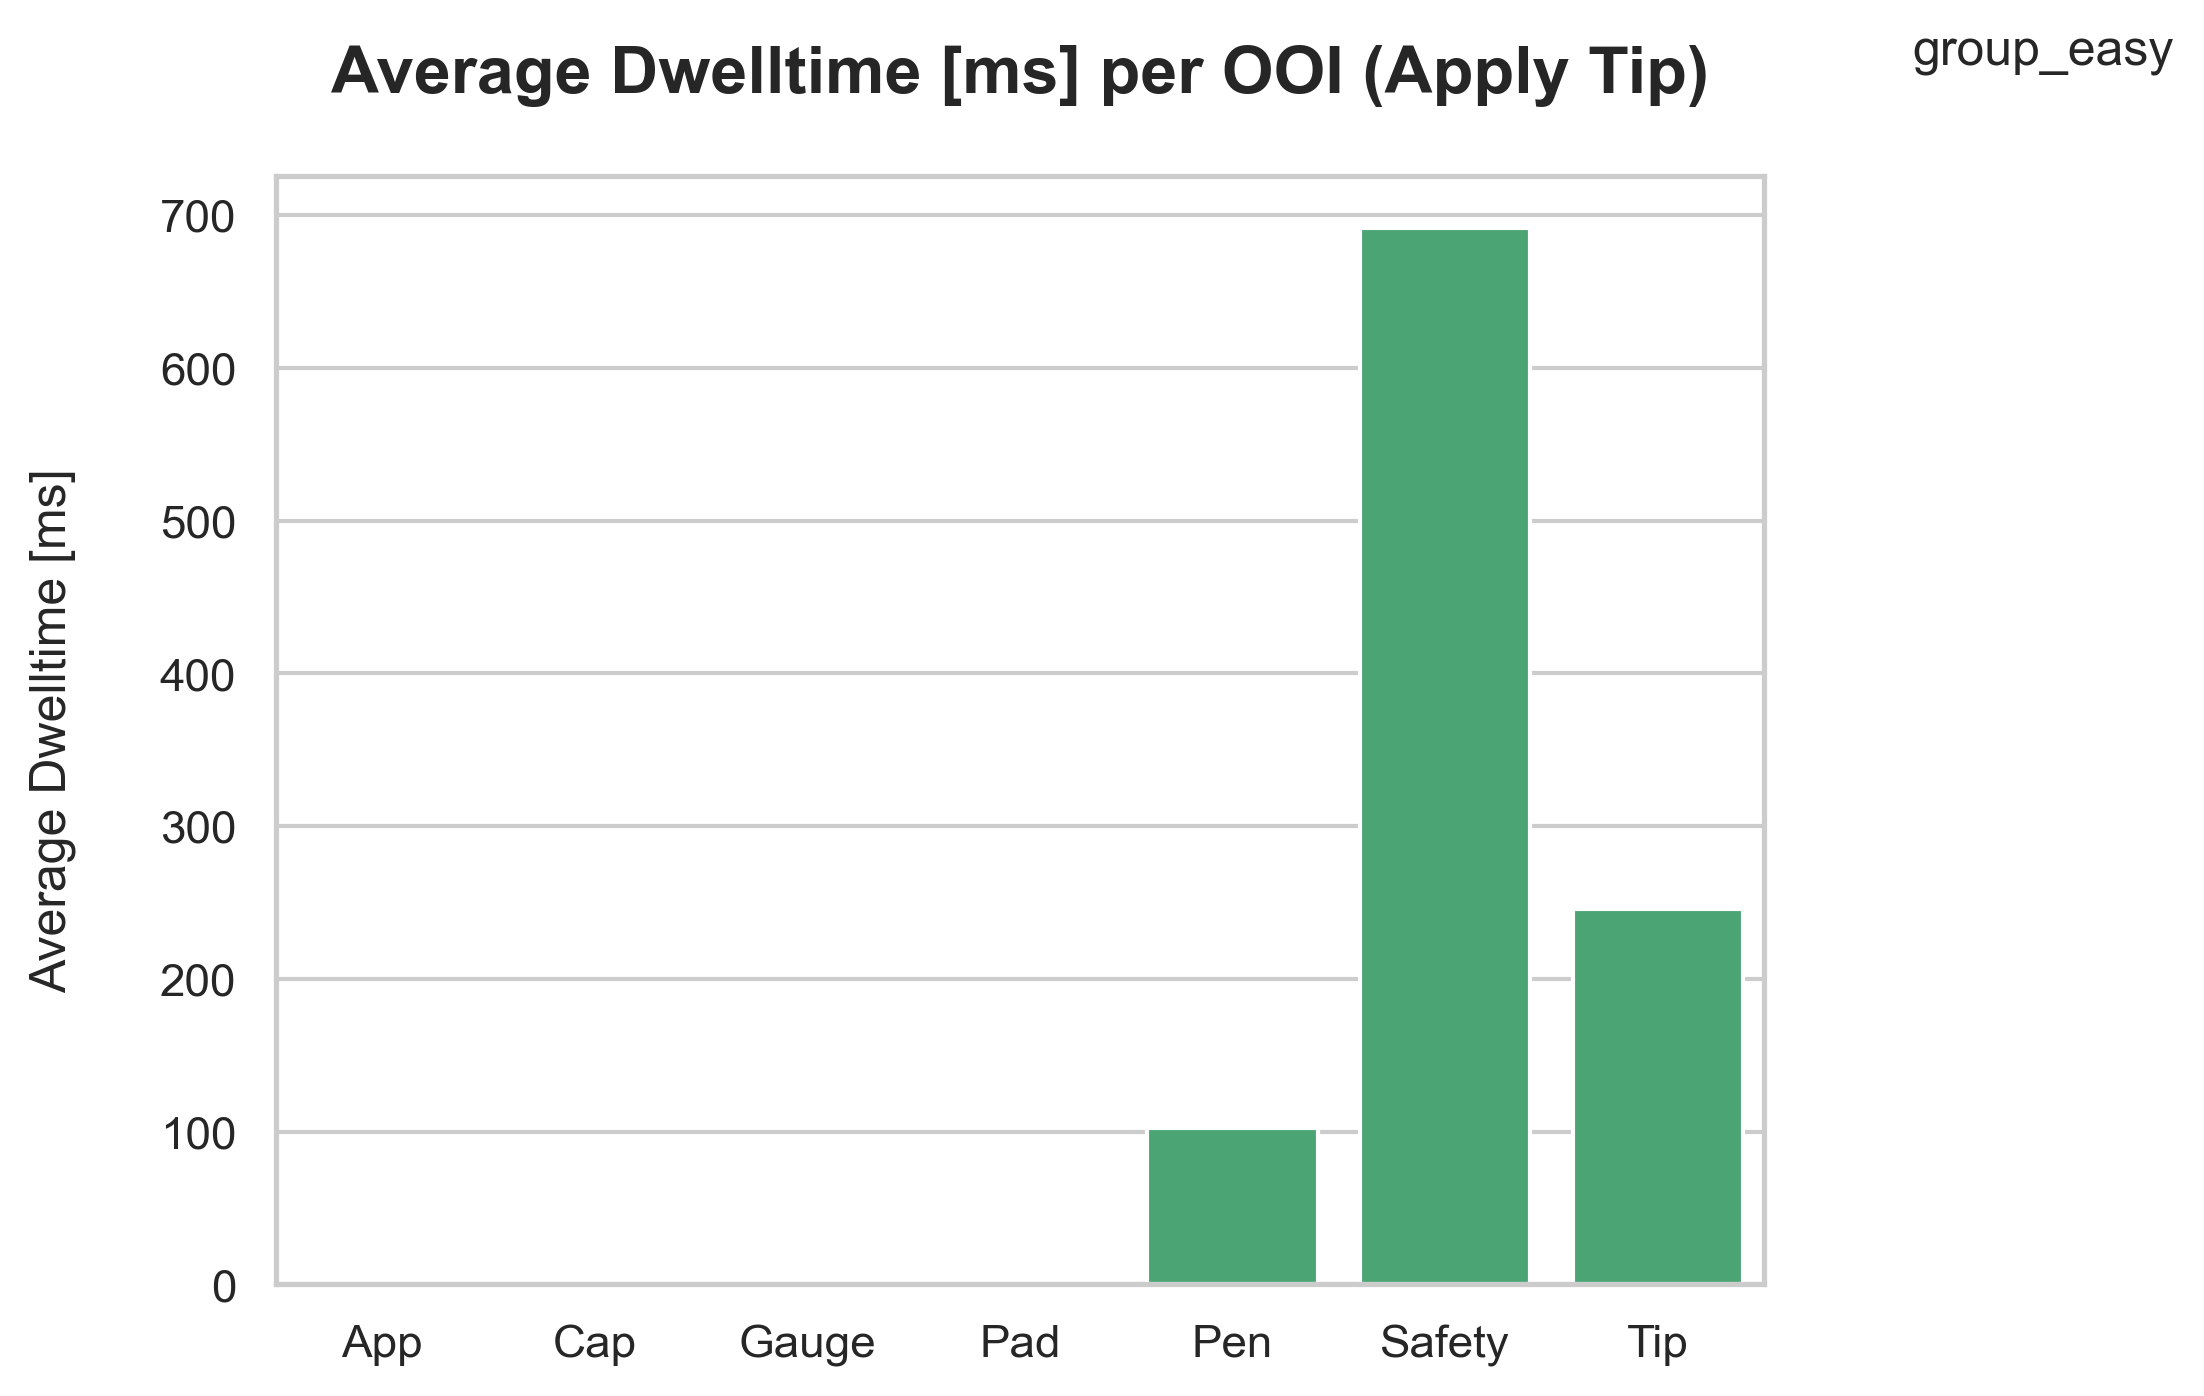 Average Dwelltime [ms] per OOI (Apply Tip)
group_easy
Average Dwelltime [ms]
700
600
500
400
300
200
100
0
App Cap Gauge Pad Pen Safety Tip